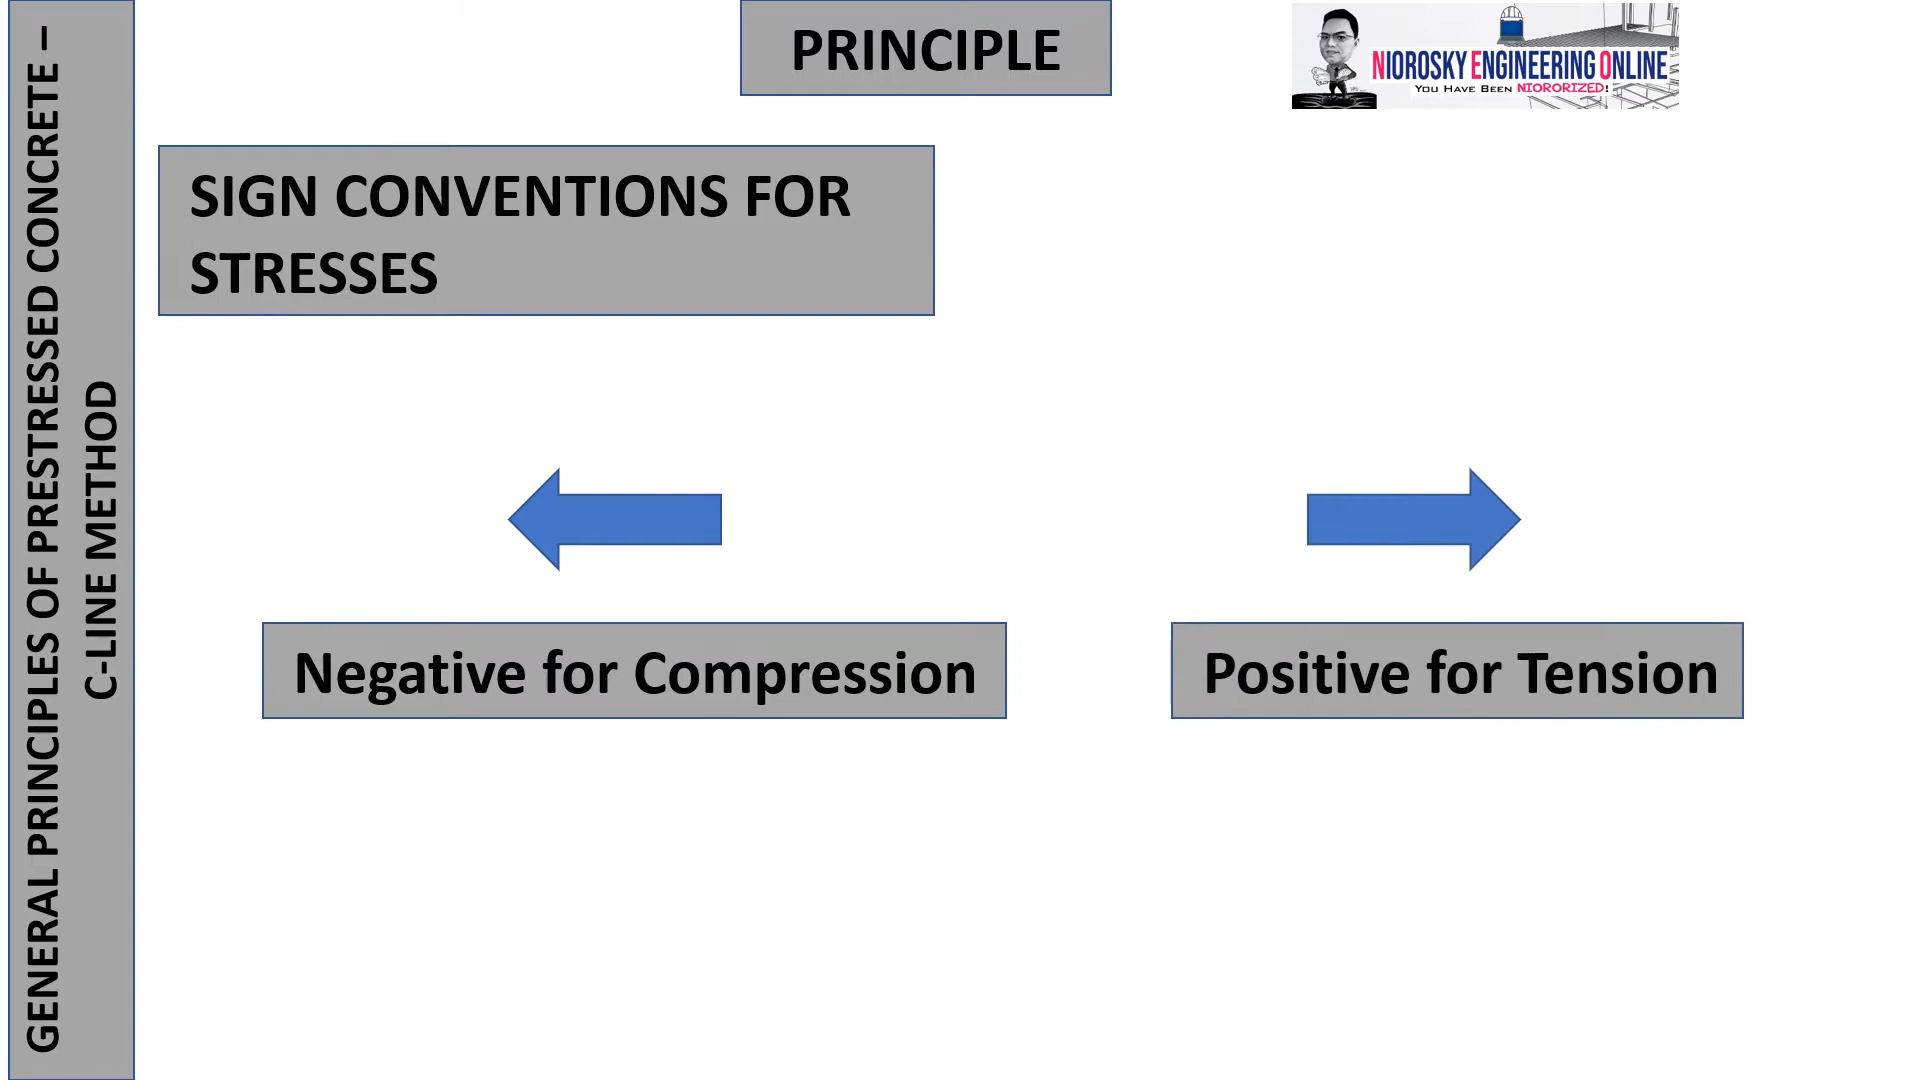 GENERAL PRINCIPLES OF PRESTRESSED CONCRETE –
C-LINE METHOD
PRINCIPLE
NIOROSKY ENGINEERING ONLINE
YOU HAVE BEEN NIORORIZED!
SIGN CONVENTIONS FOR
STRESSES
Negative for Compression
Positive for Tension